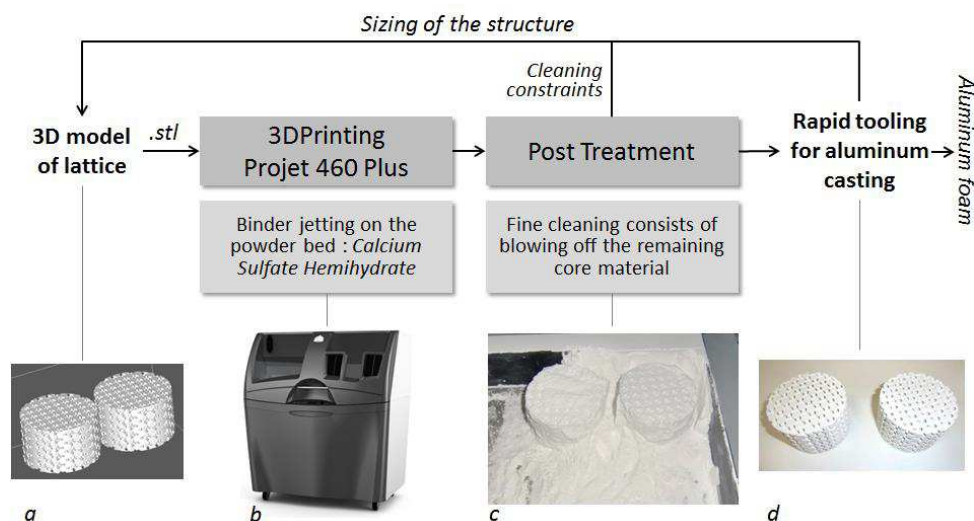 Sizing of the structure
Cleaning
constraints
3D model
of lattice
.stl
3DPrinting
Projet 460 Plus
Post Treatment
Rapid tooling
for aluminum
casting
Aluminum foam
Binder jetting on the
powder bed : Calcium
Sulfate Hemihydrate
Fine cleaning consists of
blowing off the remaining
core material
a
b
c
d